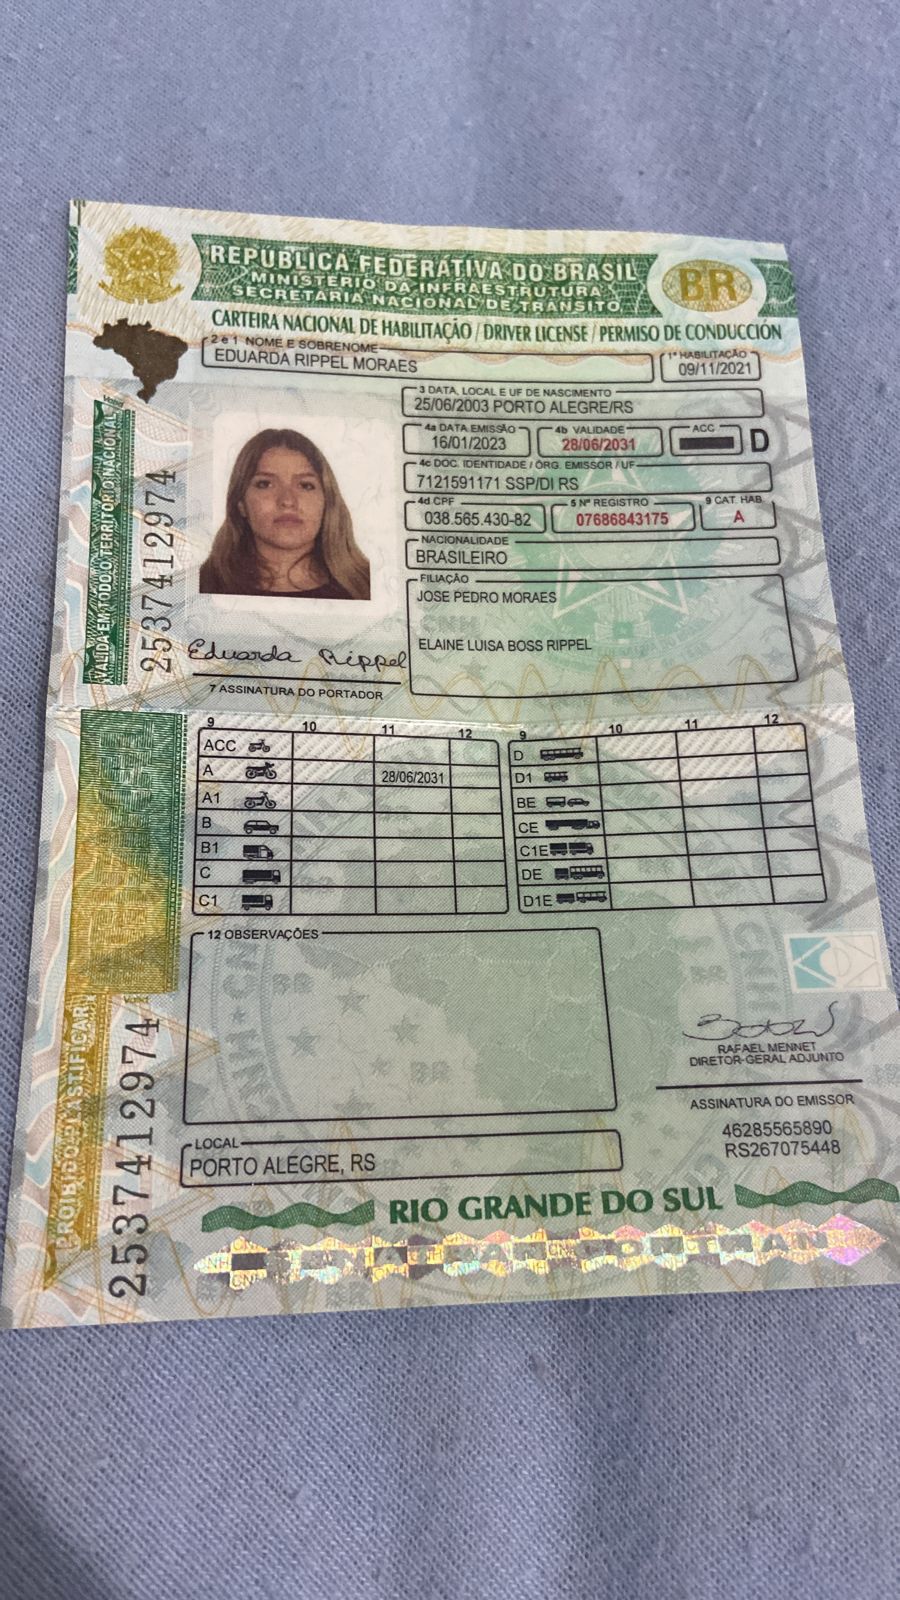 REPÚBLICA FEDERATIVA DO BRASIL
MINISTÉRIO DA INFRAESTRUTURA
SECRETARIA NACIONAL DE TRÂNSITO
BR
CARTEIRA NACIONAL DE HABILITAÇÃO / DRIVER LICENSE / PERMISO DE CONDUCCIÓN
2 e 1 NOME E SOBRENOME
EDUARDA RIPPEL MORAES
1ª HABILITAÇÃO
09/11/2021
3 DATA, LOCAL E UF DE NASCIMENTO
25/06/2003 PORTO ALEGRE/RS
4a DATA EMISSÃO
16/01/2023
4b VALIDADE
28/06/2031
ACC
D
4c DOC. IDENTIDADE / ÓRG. EMISSOR / UF
7121591171 SSP/DI RS
4d CPF
038.565.430-82
5 Nº REGISTRO
07686843175
9 CAT. HAB
A
NACIONALIDADE
BRASILEIRO
FILIAÇÃO
JOSE PEDRO MORAES
ELAINE LUISA BOSS RIPPEL
VÁLIDA EM TODO O TERRITÓRIO NACIONAL
2537412974
Eduarda Rippel
7 ASSINATURA DO PORTADOR
9 10 11 12
ACC
A 28/06/2031
A1
B
B1
C
C1
9 10 11 12
D
D1
BE
CE
C1E
DE
D1E
12 OBSERVAÇÕES
PROIBIDO PLASTIFICAR
2537412974
RAFAEL MENNET
DIRETOR-GERAL ADJUNTO
ASSINATURA DO EMISSOR
46285565890
RS267075448
LOCAL
PORTO ALEGRE, RS
RIO GRANDE DO SUL